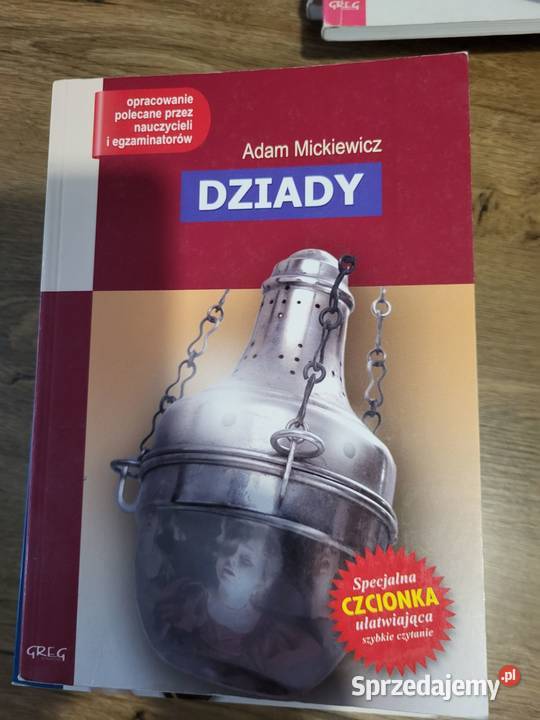 GREG
opracowanie
polecane przez
nauczycieli
i egzaminatorów
Adam Mickiewicz
DZIADY
Specjalna
CZCIONKA
ułatwiająca
szybkie czytanie
GREG
Sprzedajemy.pl